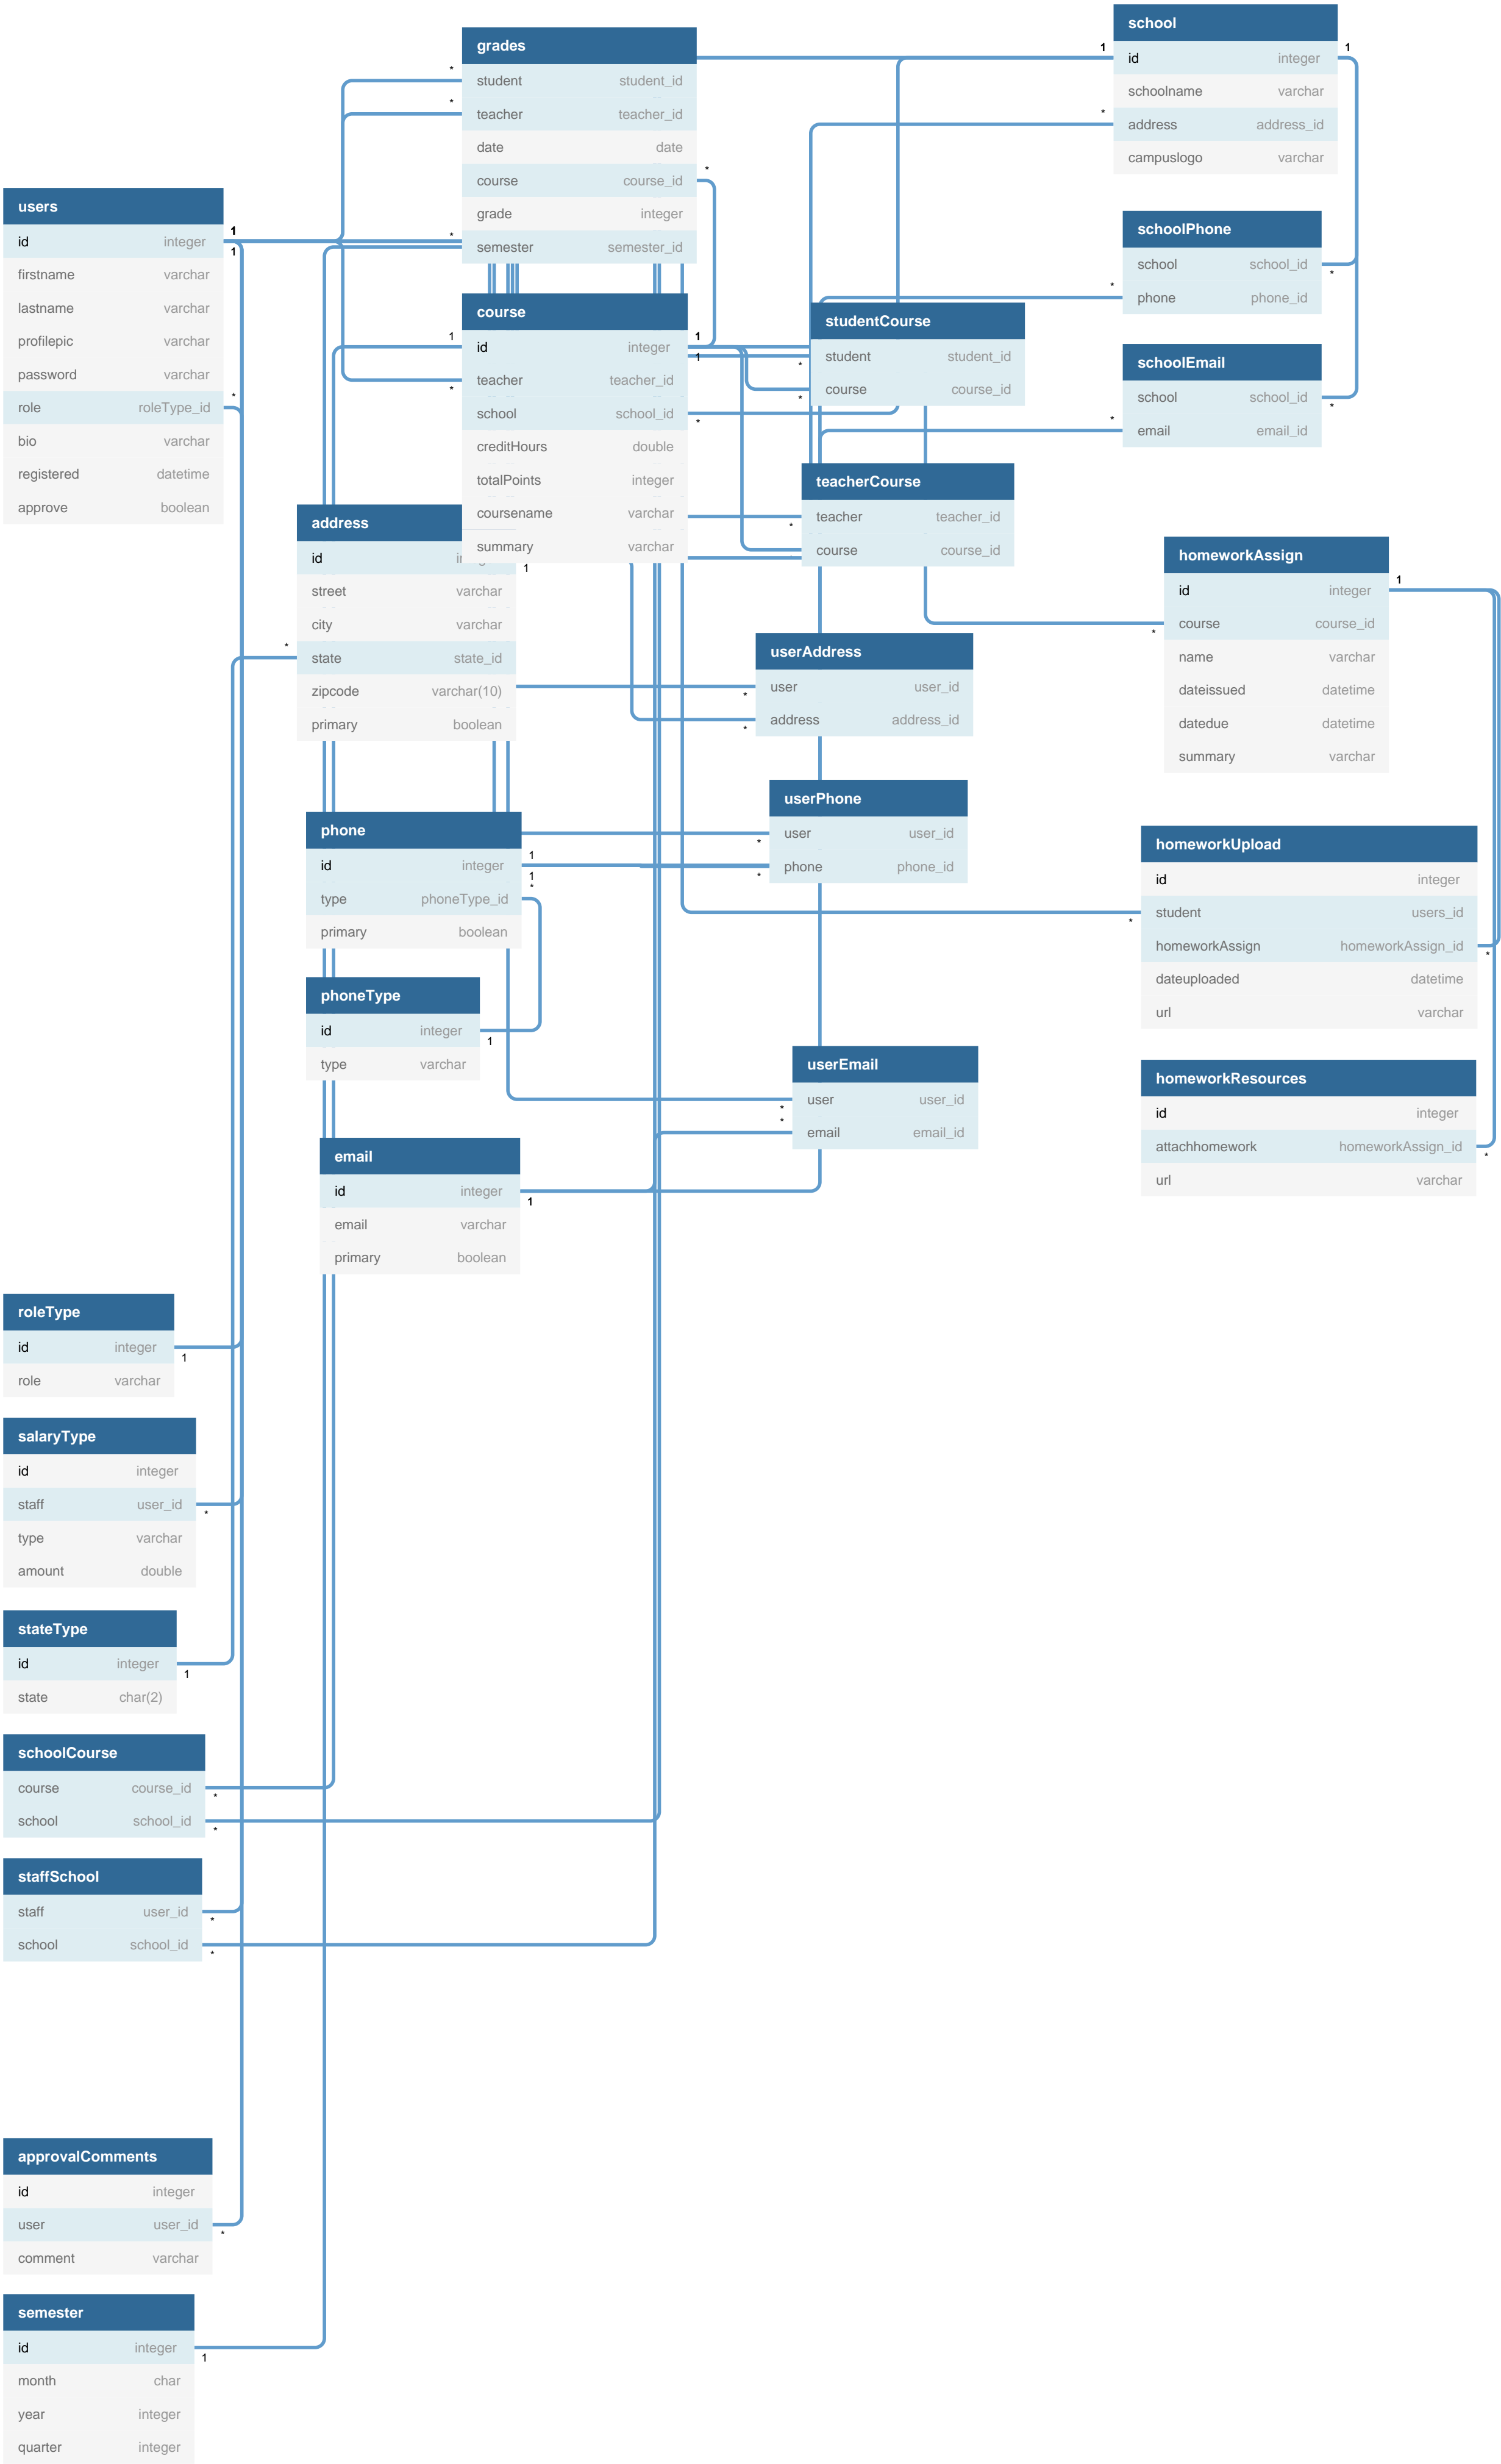 school
id integer
schoolname varchar
address address_id
campuslogo varchar
grades
student student_id
teacher teacher_id
date date
course course_id
grade integer
semester semester_id
users
id integer
firstname varchar
lastname varchar
profilepic varchar
password varchar
role roleType_id
bio varchar
registered datetime
approve boolean
schoolPhone
school school_id
phone phone_id
course
id integer
teacher teacher_id
school school_id
creditHours double
totalPoints integer
coursename varchar
summary varchar
studentCourse
student student_id
course course_id
schoolEmail
school school_id
email email_id
teacherCourse
teacher teacher_id
course course_id
address
id
street varchar
city varchar
state state_id
zipcode varchar(10)
primary boolean
homeworkAssign
id integer
course course_id
name varchar
dateissued datetime
datedue datetime
summary varchar
userAddress
user user_id
address address_id
userPhone
user user_id
phone phone_id
phone
id integer
type phoneType_id
primary boolean
homeworkUpload
id integer
student users_id
homeworkAssign homeworkAssign_id
dateuploaded datetime
url varchar
phoneType
id integer
type varchar
userEmail
user user_id
email email_id
homeworkResources
id integer
attachhomework homeworkAssign_id
url varchar
email
id integer
email varchar
primary boolean
roleType
id integer
role varchar
salaryType
id integer
staff user_id
type varchar
amount double
stateType
id integer
state char(2)
schoolCourse
course course_id
school school_id
staffSchool
staff user_id
school school_id
approvalComments
id integer
user user_id
comment varchar
semester
id integer
month char
year integer
quarter integer